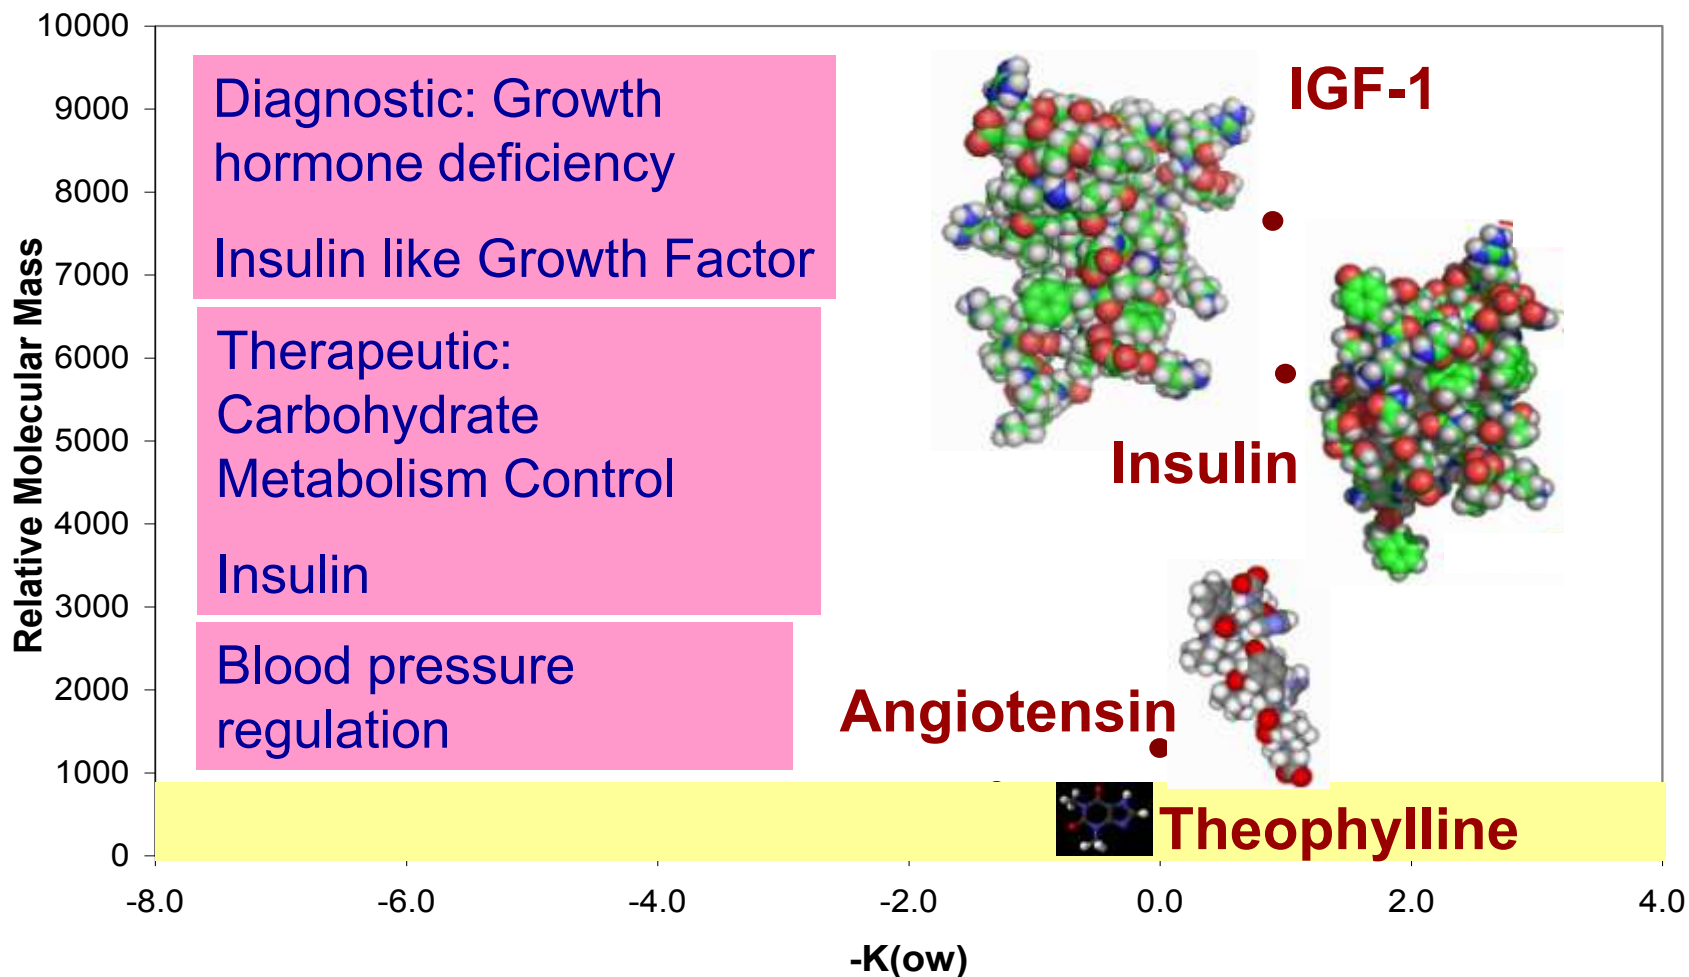 10000
9000
8000
7000
6000
5000
4000
3000
2000
1000
0
Relative Molecular Mass
Diagnostic: Growth
hormone deficiency
Insulin like Growth Factor
Therapeutic:
Carbohydrate
Metabolism Control
Insulin
Blood pressure
regulation
IGF-1
Insulin
Angiotensin
Theophylline
-8.0
-6.0
-4.0
-2.0
0.0
2.0
4.0
-K(ow)